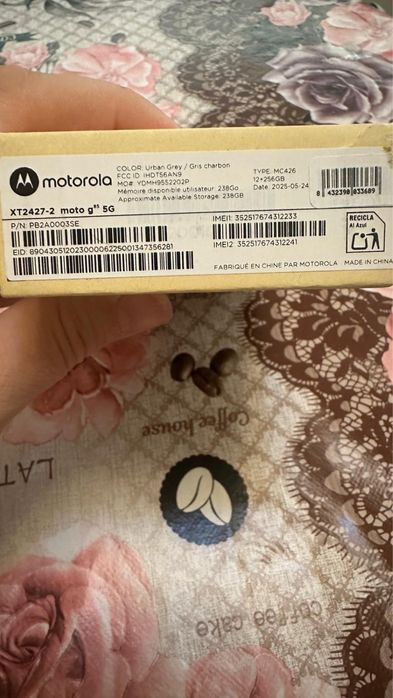 motorola
COLOR: Urban Grey / Gris charbon
FCC ID: IHDT56AN9
MO#: YDMH9552202P
Mémoire disponible utilisateur: 238Go
Approximate Available Storage: 238GB
TYPE: MC426
12+256GB
Date: 2025-05-24
8 432390 033689
XT2427-2 moto g⁸⁵ 5G
P/N: PB2A0003SE
EID: 89043051202300006225001347356281
IMEI1: 352517674312233
IMEI2: 352517674312241
RECICLA
Al Azul
FABRIQUÉ EN CHINE PAR MOTOROLA MADE IN CHINA
Coffee house
LAT
coffee cake